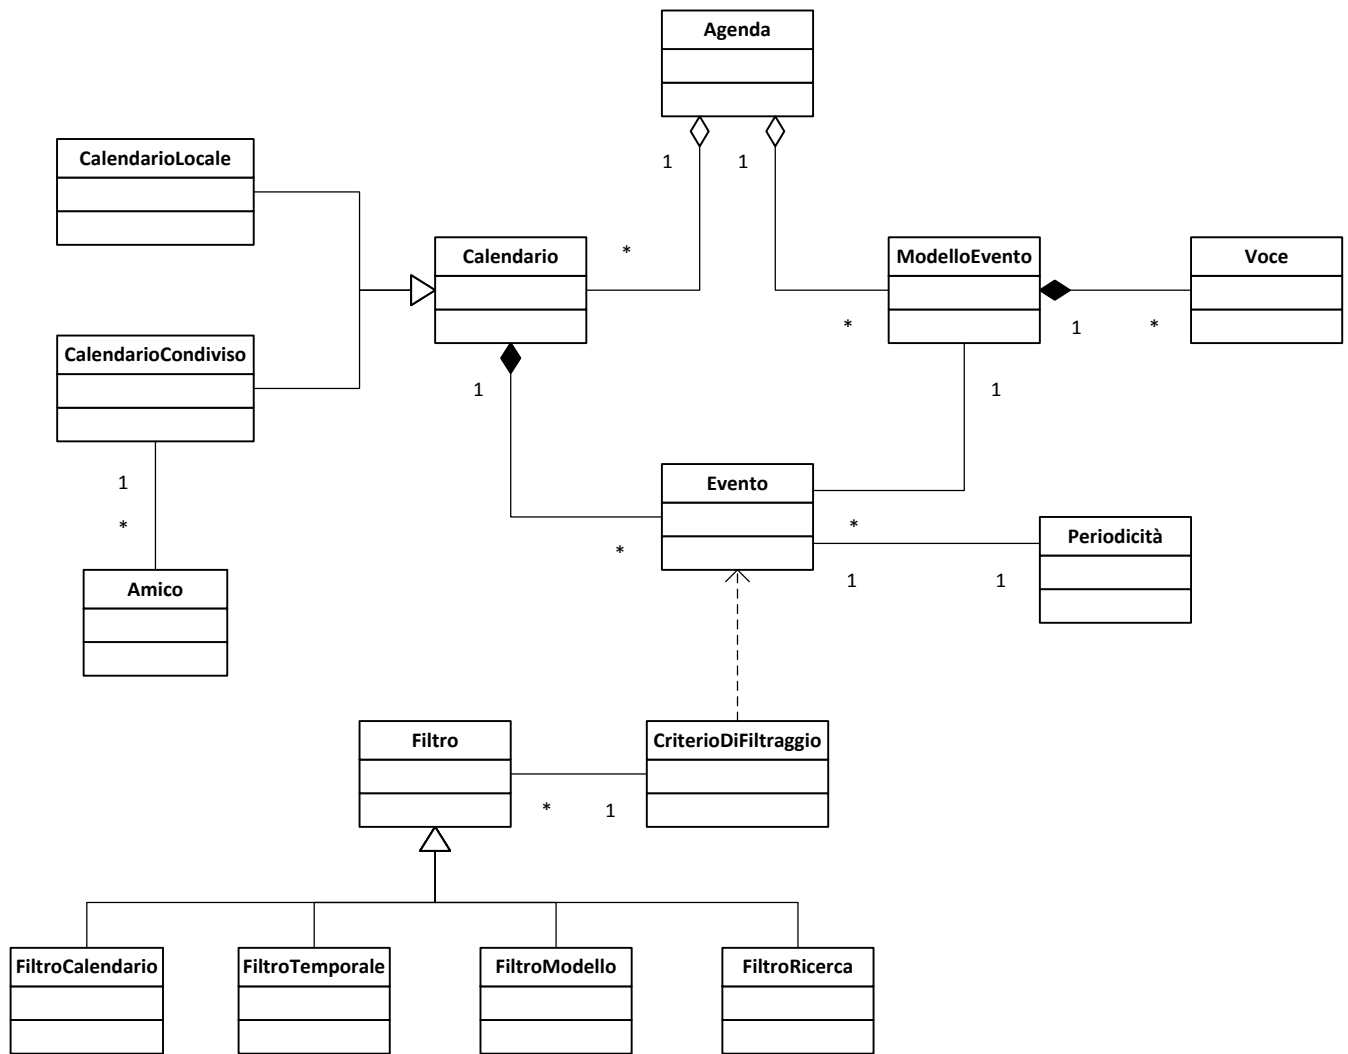 Agenda
CalendarioLocale
1
1
Calendario
*
ModelloEvento
Voce
*
1
*
CalendarioCondiviso
1
1
1
*
Evento
*
*
Periodicità
1
1
Amico
Filtro
CriterioDiFiltraggio
*
1
FiltroCalendario
FiltroTemporale
FiltroModello
FiltroRicerca